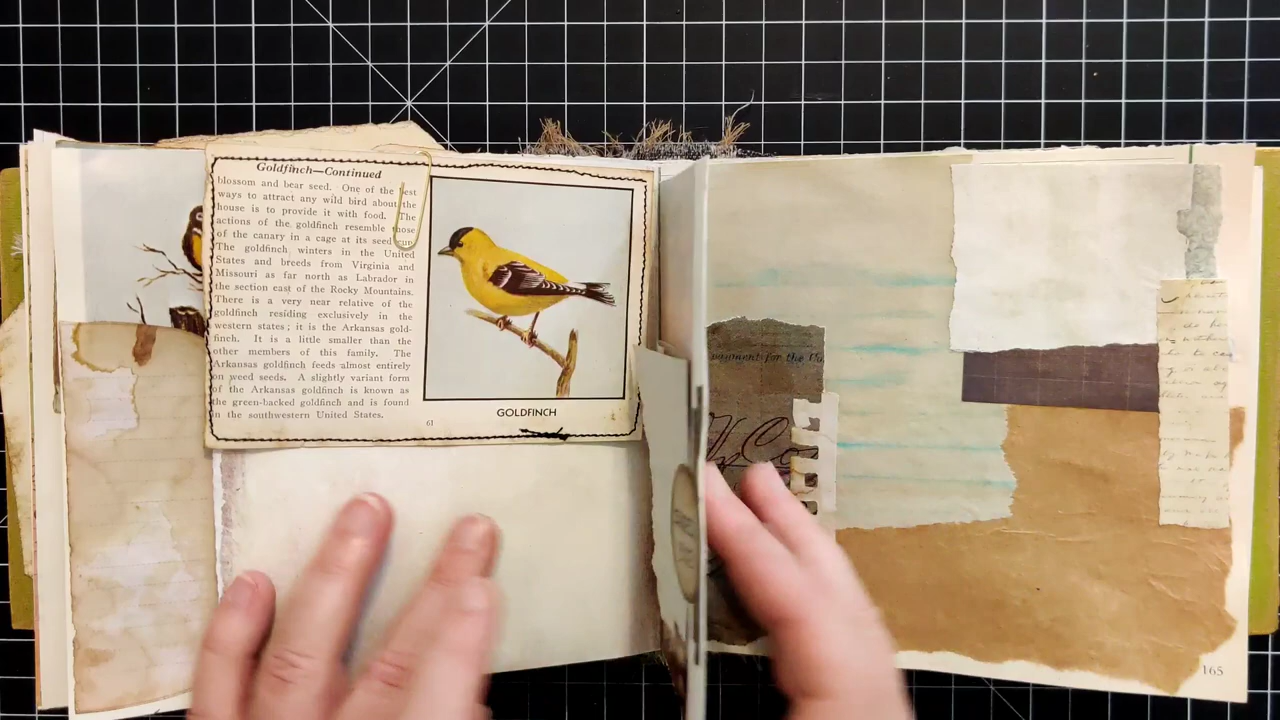 Goldfinch—Continued
blossom and bear seed. One of the best
ways to attract any wild bird about the
house is to provide it with food. The
actions of the goldfinch resemble those
of the canary in a cage at its seed cup.
The goldfinch winters in the United
States and breeds from Virginia and
Missouri as far north as Labrador in
the section east of the Rocky Mountains.
There is a very near relative of the
goldfinch residing exclusively in the
western states; it is the Arkansas gold-
finch. It is a little smaller than the
other members of this family. The
Arkansas goldfinch feeds almost entirely
on weed seeds. A slightly variant form
of the Arkansas goldfinch is known as
the green-backed goldfinch and is found
in the southwestern United States.
61
GOLDFINCH
payment for the
165